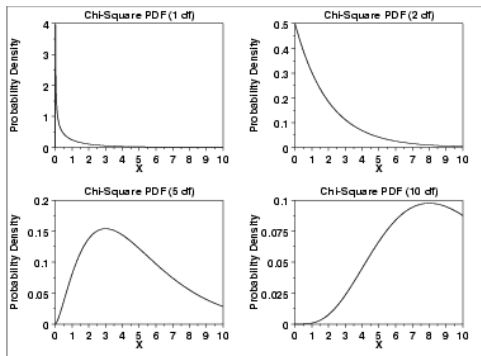 Chi-Square PDF (1 df)
Probability Density
4
3
2
1
0
0 1 2 3 4 5 6 7 8 9 10
X
Chi-Square PDF (2 df)
Probability Density
0.5
0.4
0.3
0.2
0.1
0
0 1 2 3 4 5 6 7 8 9 10
X
Chi-Square PDF (5 df)
Probability Density
0.2
0.15
0.1
0.05
0
0 1 2 3 4 5 6 7 8 9 10
X
Chi-Square PDF (10 df)
Probability Density
0.1
0.075
0.05
0.025
0
0 1 2 3 4 5 6 7 8 9 10
X